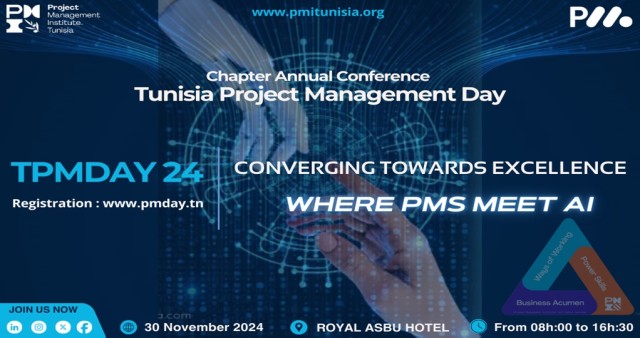 Project
Management
Institute.
Tunisia
www.pmitunisia.org
Chapter Annual Conference
Tunisia Project Management Day
TPMDAY 24
Registration : www.pmday.tn
CONVERGING TOWARDS EXCELLENCE
WHERE PMS MEET AI
Ways of Working
Power Skills
Business Acumen
a.com
JOIN US NOW
30 November 2024
ROYAL ASBU HOTEL
From 08h:00 to 16h:30